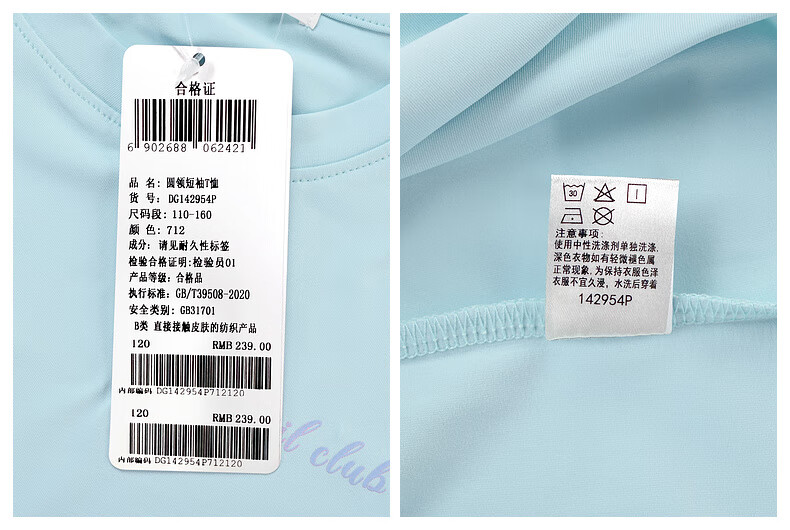 合格证
6 902688 062421
品 名: 圆领短袖T恤
货 号: DG142954P
尺码段: 110-160
颜 色: 712
成分: 请见耐久性标签
检验合格证明:检验员01
产品等级: 合格品
执行标准: GB/T39508-2020
安全类别: GB31701
B类 直接接触皮肤的纺织产品
120 RMB 239.00
内部编码 DG142954P712120
120 RMB 239.00
内部编码 DG142954P712120
il club
30
注意事项:
使用中性洗涤剂单独洗涤,
深色衣物如有轻微褪色属
正常现象,为保持衣服色泽
衣服不宜久浸, 水洗后穿着
142954P